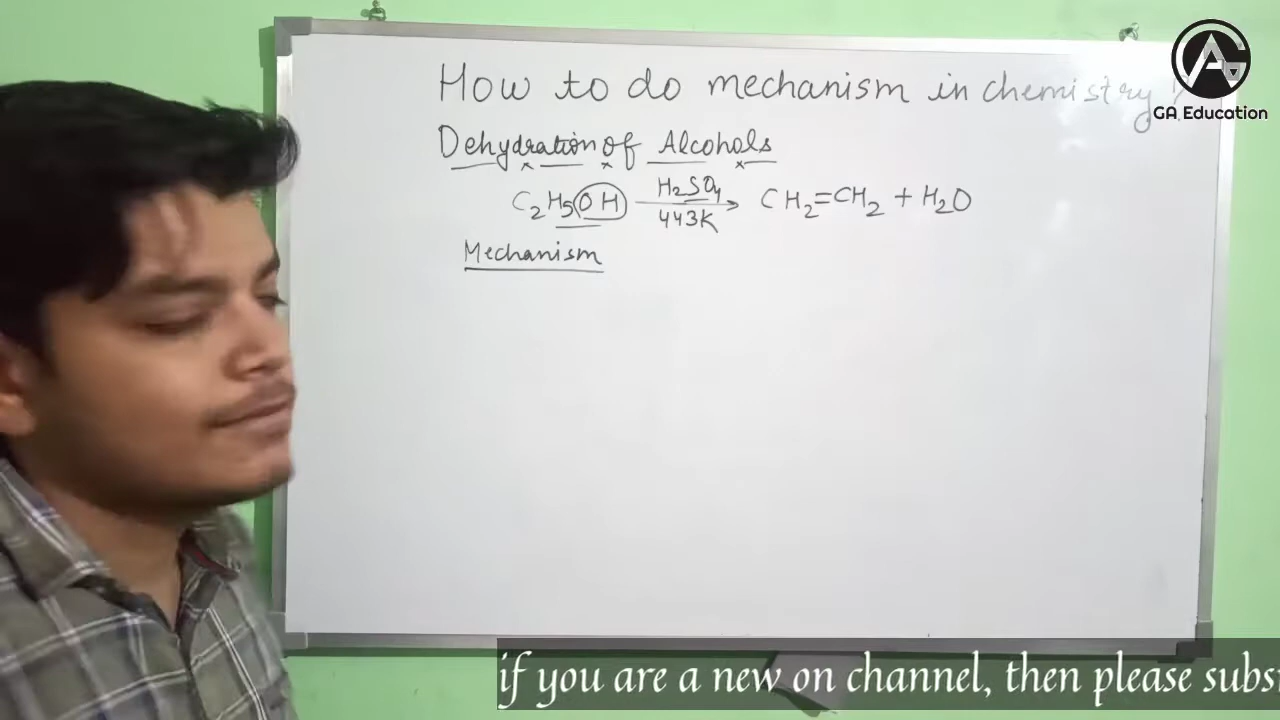 How to do mechanism in chemistry ?
GA Education
Dehydration of Alcohols
C2H5OH H2SO4 443K → CH2=CH2 + H2O
Mechanism
if you are a new on channel, then please subs